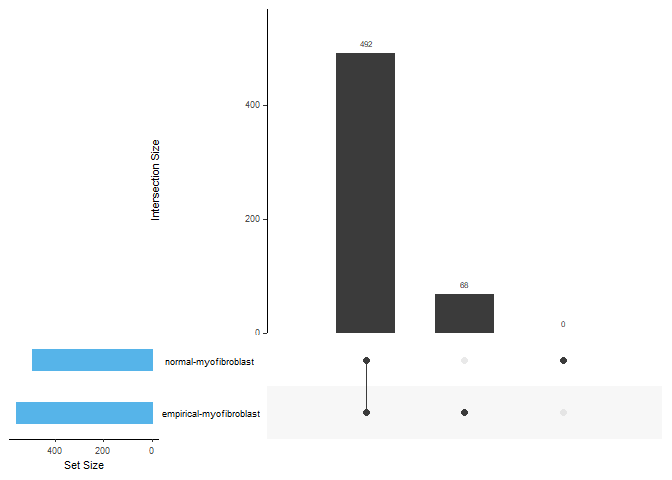 492
400
Intersection Size
200
68
0
0
normal-myofibroblast
empirical-myofibroblast
400 200 0
Set Size